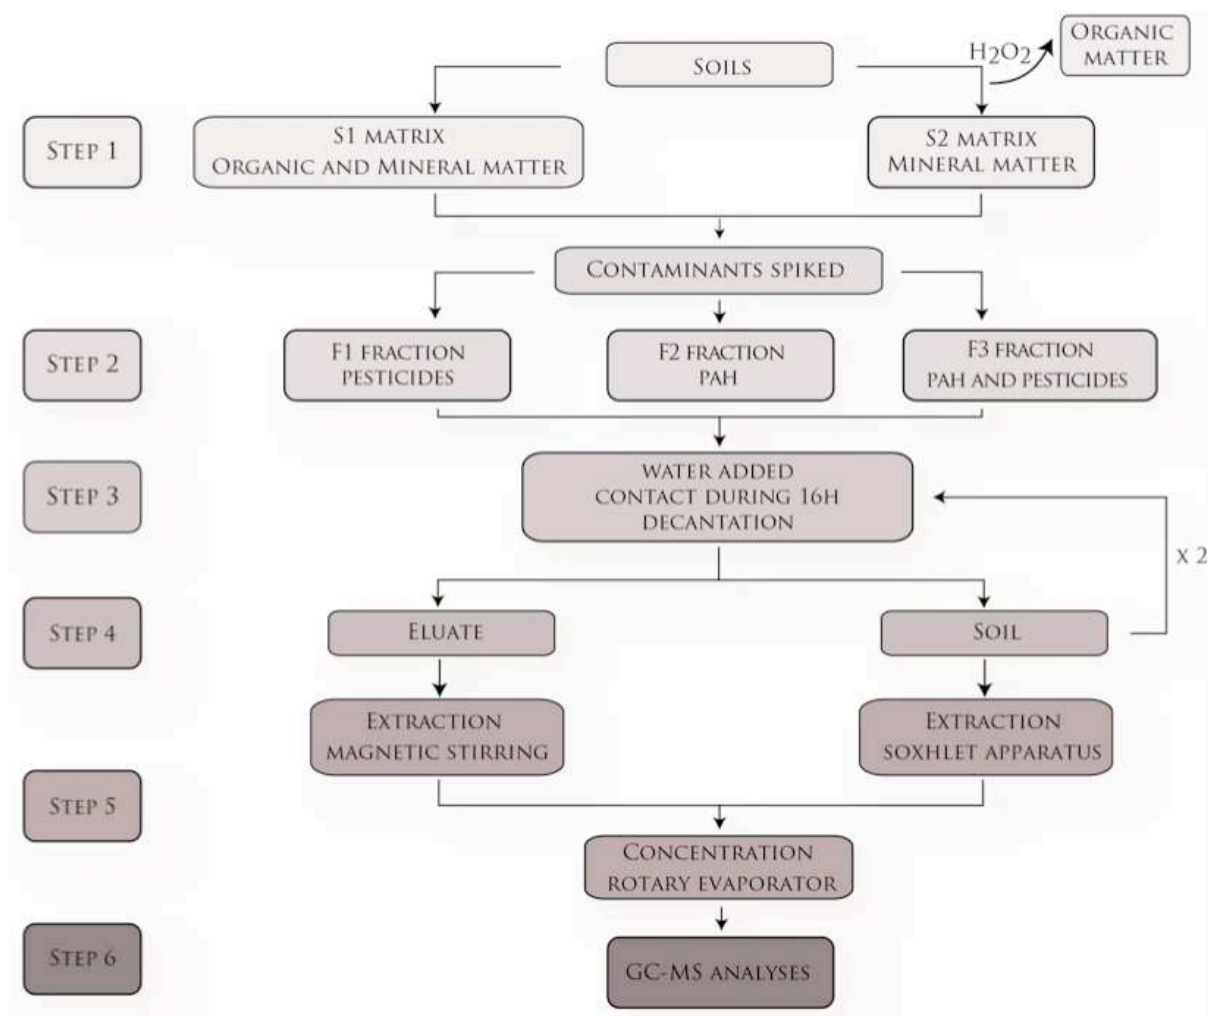 SOILS
H2O2
ORGANIC
MATTER
STEP 1
S1 MATRIX
ORGANIC AND MINERAL MATTER
S2 MATRIX
MINERAL MATTER
CONTAMINANTS SPIKED
STEP 2
F1 FRACTION
PESTICIDES
F2 FRACTION
PAH
F3 FRACTION
PAH AND PESTICIDES
STEP 3
WATER ADDED
CONTACT DURING 16H
DECANTATION
X 2
STEP 4
ELUATE
SOIL
EXTRACTION
MAGNETIC STIRRING
EXTRACTION
SOXHLET APPARATUS
STEP 5
CONCENTRATION
ROTARY EVAPORATOR
STEP 6
GC-MS ANALYSES